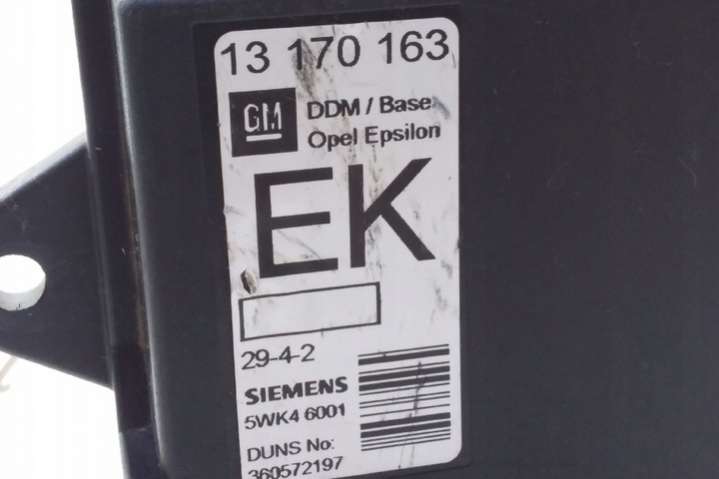 13 170 163
GM DDM / Base
Opel Epsilon
EK
29-4-2
SIEMENS
5WK4 6001
DUNS No:
360572197